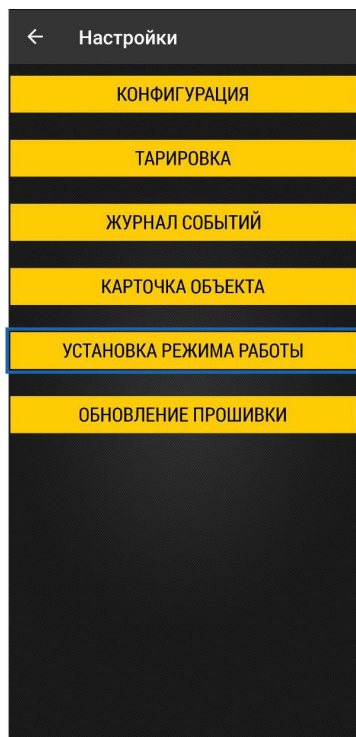 Настройки
КОНФИГУРАЦИЯ
ТАРИРОВКА
ЖУРНАЛ СОБЫТИЙ
КАРТОЧКА ОБЪЕКТА
УСТАНОВКА РЕЖИМА РАБОТЫ
ОБНОВЛЕНИЕ ПРОШИВКИ